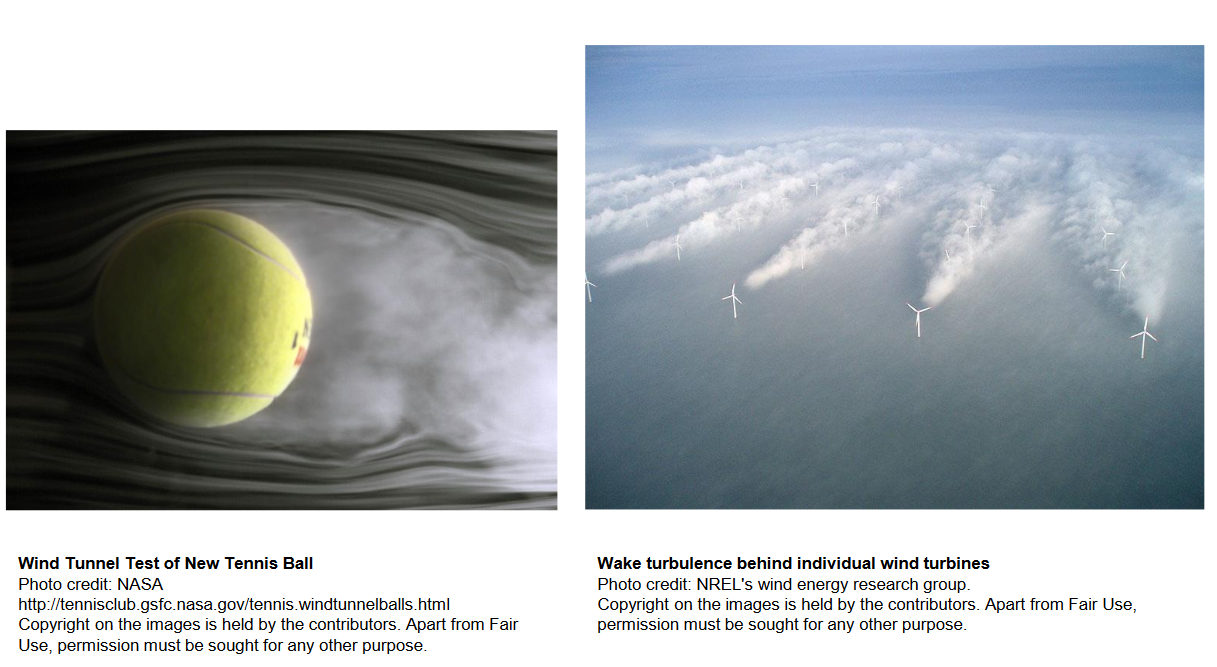 Wind Tunnel Test of New Tennis Ball
Photo credit: NASA
http://tennisclub.gsfc.nasa.gov/tennis.windtunnelballs.html
Copyright on the images is held by the contributors. Apart from Fair
Use, permission must be sought for any other purpose.
Wake turbulence behind individual wind turbines
Photo credit: NREL's wind energy research group.
Copyright on the images is held by the contributors. Apart from Fair Use,
permission must be sought for any other purpose.